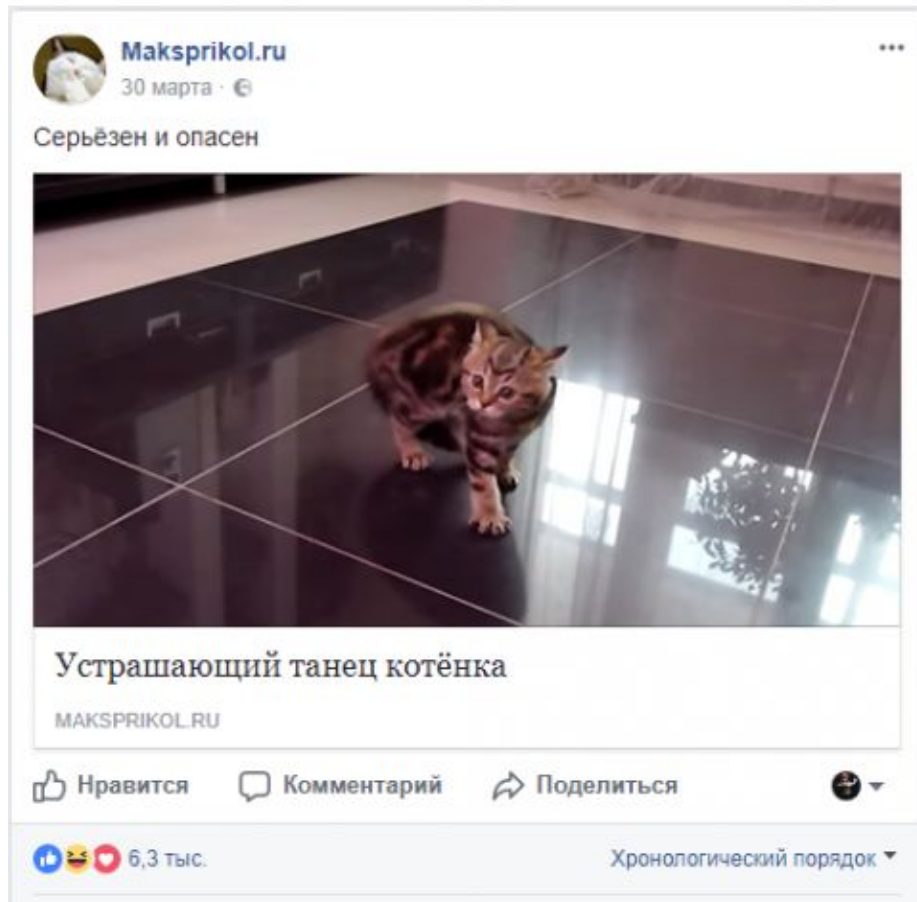 Maksprikol.ru
30 марта ·
Серьёзен и опасен
Устрашающий танец котёнка
MAKSPRIKOL.RU
Нравится Комментарий Поделиться
6,3 тыс. Хронологический порядок